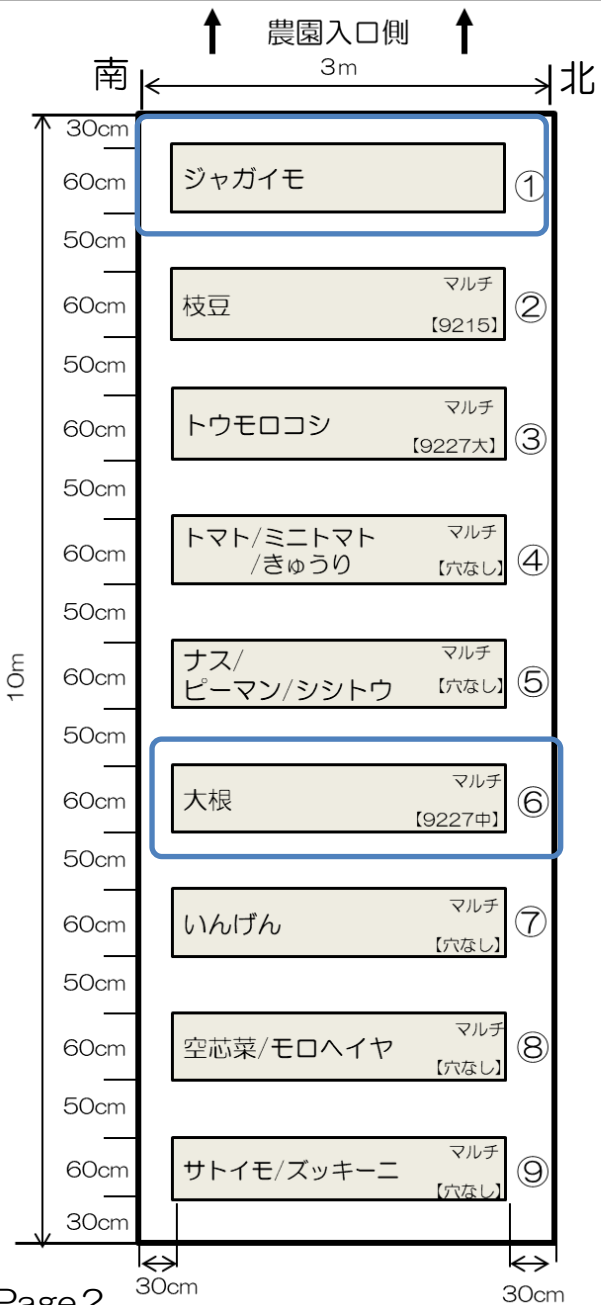 農園入口側
南
3m
北
30cm
60cm
ジャガイモ
①
50cm
60cm
枝豆
マルチ
【9215】
②
50cm
60cm
トウモロコシ
マルチ
【9227大】
③
50cm
60cm
トマト/ミニトマト
/きゅうり
マルチ
【穴なし】
④
50cm
10m
60cm
ナス/
ピーマン/シシトウ
マルチ
【穴なし】
⑤
50cm
60cm
大根
マルチ
【9227中】
⑥
50cm
60cm
いんげん
マルチ
【穴なし】
⑦
50cm
60cm
空芯菜/モロヘイヤ
マルチ
【穴なし】
⑧
50cm
60cm
サトイモ/ズッキーニ
マルチ
【穴なし】
⑨
30cm
30cm
30cm
Page2